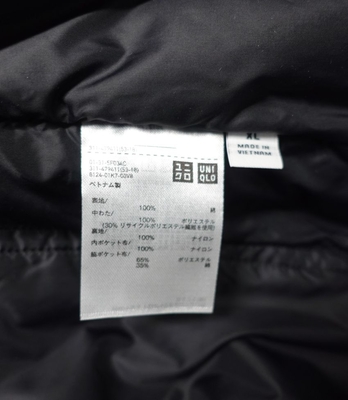 ユニ UNI
クロ QLO
XL
MADE IN
VIETNAM
ベトナム製
表地/
100% 綿
中わた/
100% ポリエステル
(30% リサイクルポリエステル繊維を使用)
裏地/
100% ナイロン
内ポケット布/
100% ナイロン
脇ポケット布/
65% ポリエステル
35% 綿